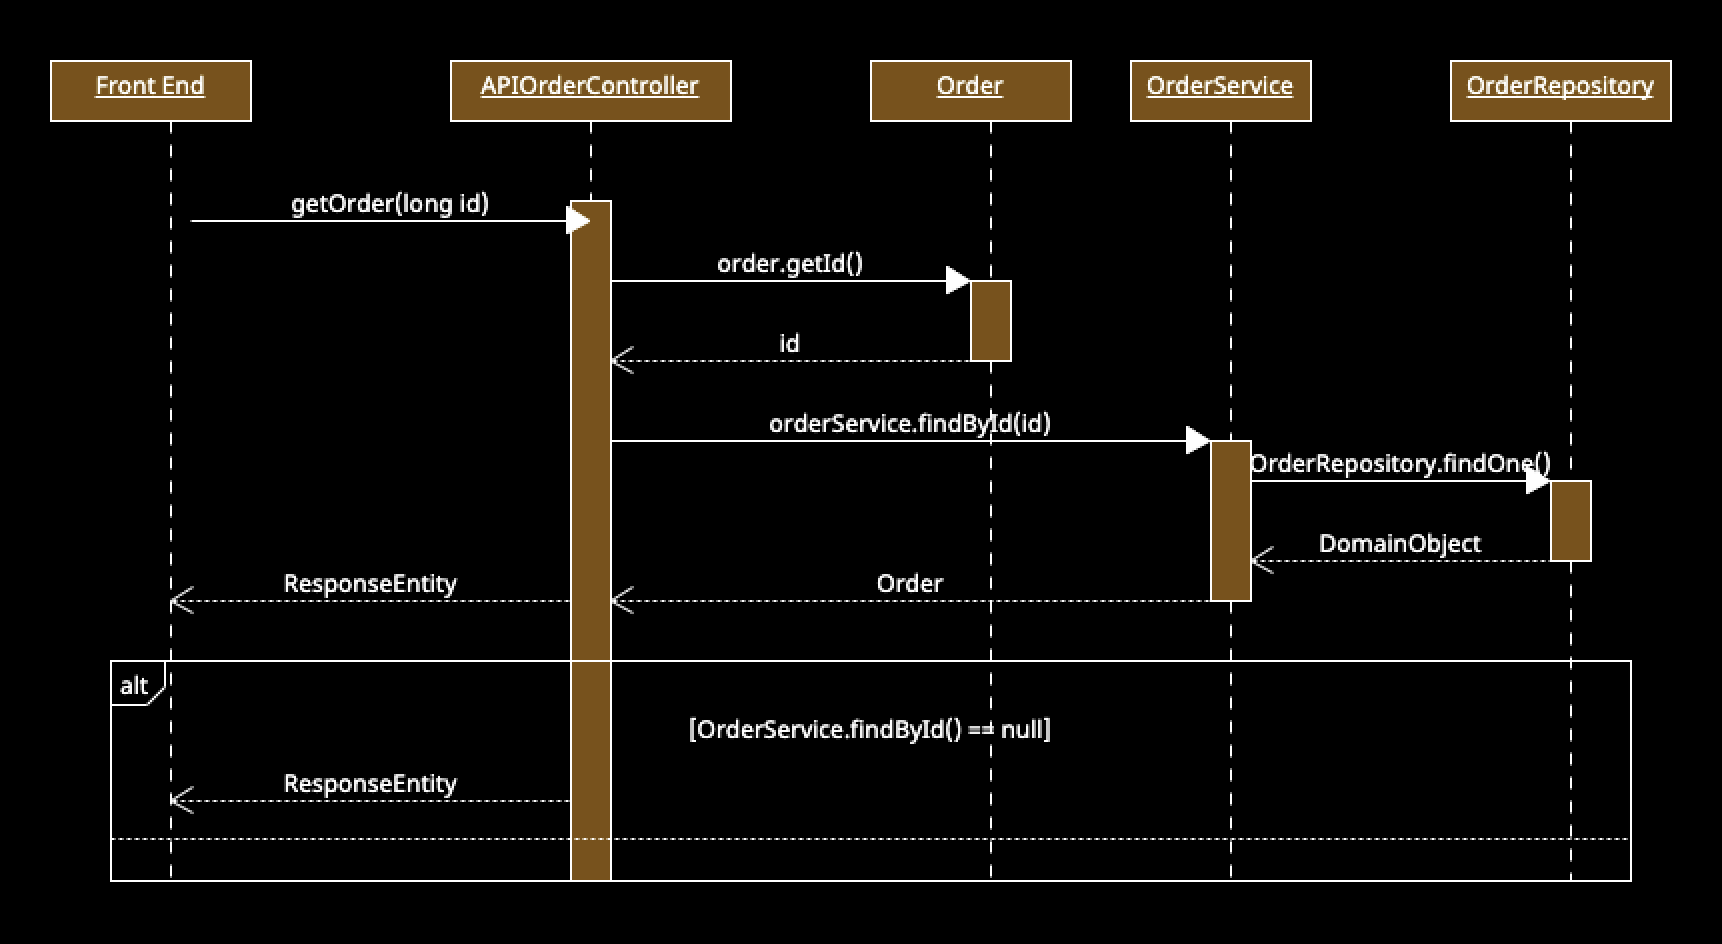 Front End
APIOrderController
Order
OrderService
OrderRepository
getOrder(long id)
order.getId()
id
orderService.findById(id)
OrderRepository.findOne()
DomainObject
ResponseEntity
Order
alt
[OrderService.findById() == null]
ResponseEntity